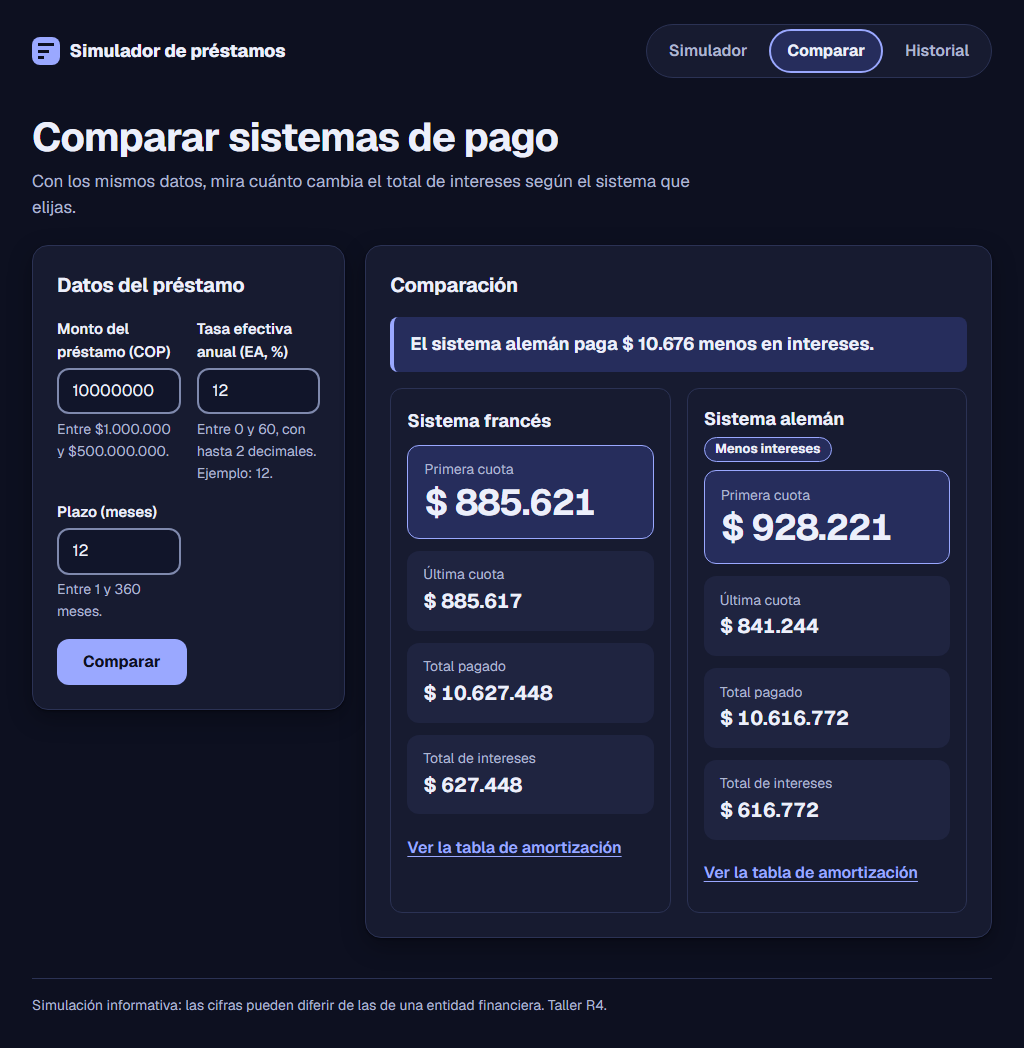 Simulador de préstamos
Simulador
Comparar
Historial
Comparar sistemas de pago
Con los mismos datos, mira cuánto cambia el total de intereses según el sistema que
elijas.
Datos del préstamo
Monto del
préstamo (COP)
10000000
Entre $1.000.000
y $500.000.000.
Tasa efectiva
anual (EA, %)
12
Entre 0 y 60, con
hasta 2 decimales.
Ejemplo: 12.
Plazo (meses)
12
Entre 1 y 360
meses.
Comparar
Comparación
El sistema alemán paga $ 10.676 menos en intereses.
Sistema francés
Primera cuota
$ 885.621
Última cuota
$ 885.617
Total pagado
$ 10.627.448
Total de intereses
$ 627.448
Ver la tabla de amortización
Sistema alemán
Menos intereses
Primera cuota
$ 928.221
Última cuota
$ 841.244
Total pagado
$ 10.616.772
Total de intereses
$ 616.772
Ver la tabla de amortización
Simulación informativa: las cifras pueden diferir de las de una entidad financiera. Taller R4.